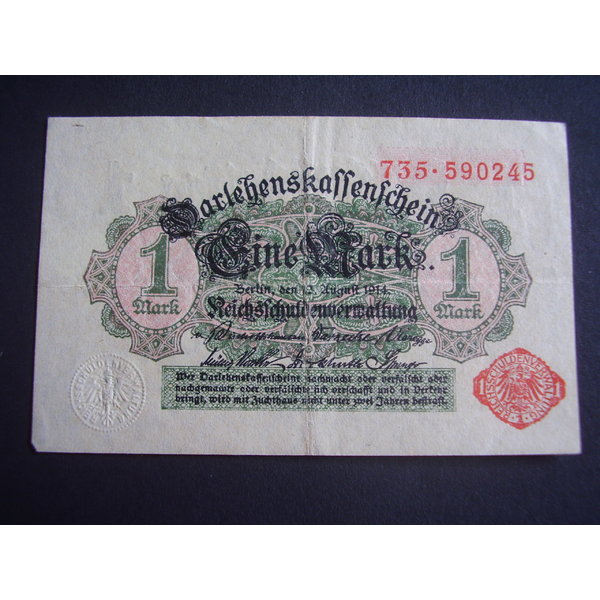 735·590245
Darlehenskassenschein
Eine Mark.
1
Mark
1
Mark
Berlin, den 12. August 1914.
Reichsschuldenverwaltung
Wer Darlehenskassenscheine nachmacht oder verfälscht oder
nachgemachte oder verfälschte sich verschafft und in Verkehr
bringt, wird mit Zuchthaus nicht unter zwei Jahren bestraft.
REICHSSCHULDENVERWALTUNG
·1·